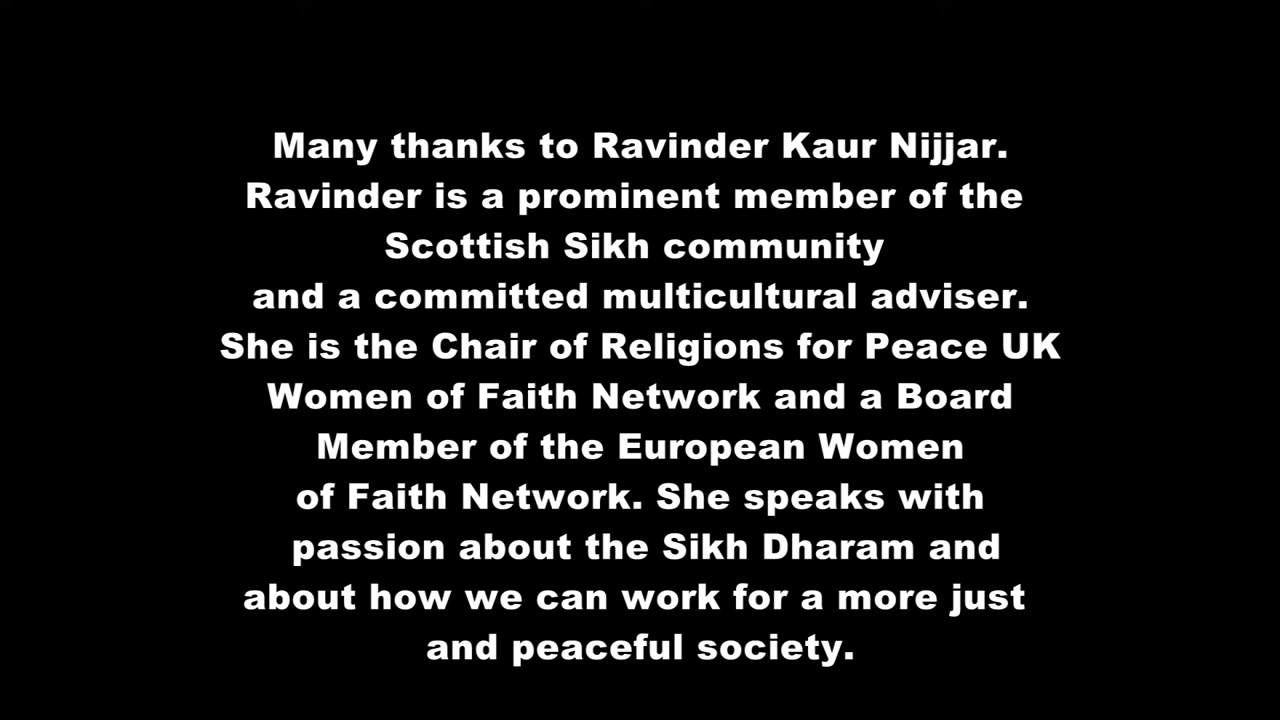 Many thanks to Ravinder Kaur Nijjar.
Ravinder is a prominent member of the
Scottish Sikh community
and a committed multicultural adviser.
She is the Chair of Religions for Peace UK
Women of Faith Network and a Board
Member of the European Women
of Faith Network. She speaks with
passion about the Sikh Dharam and
about how we can work for a more just
and peaceful society.